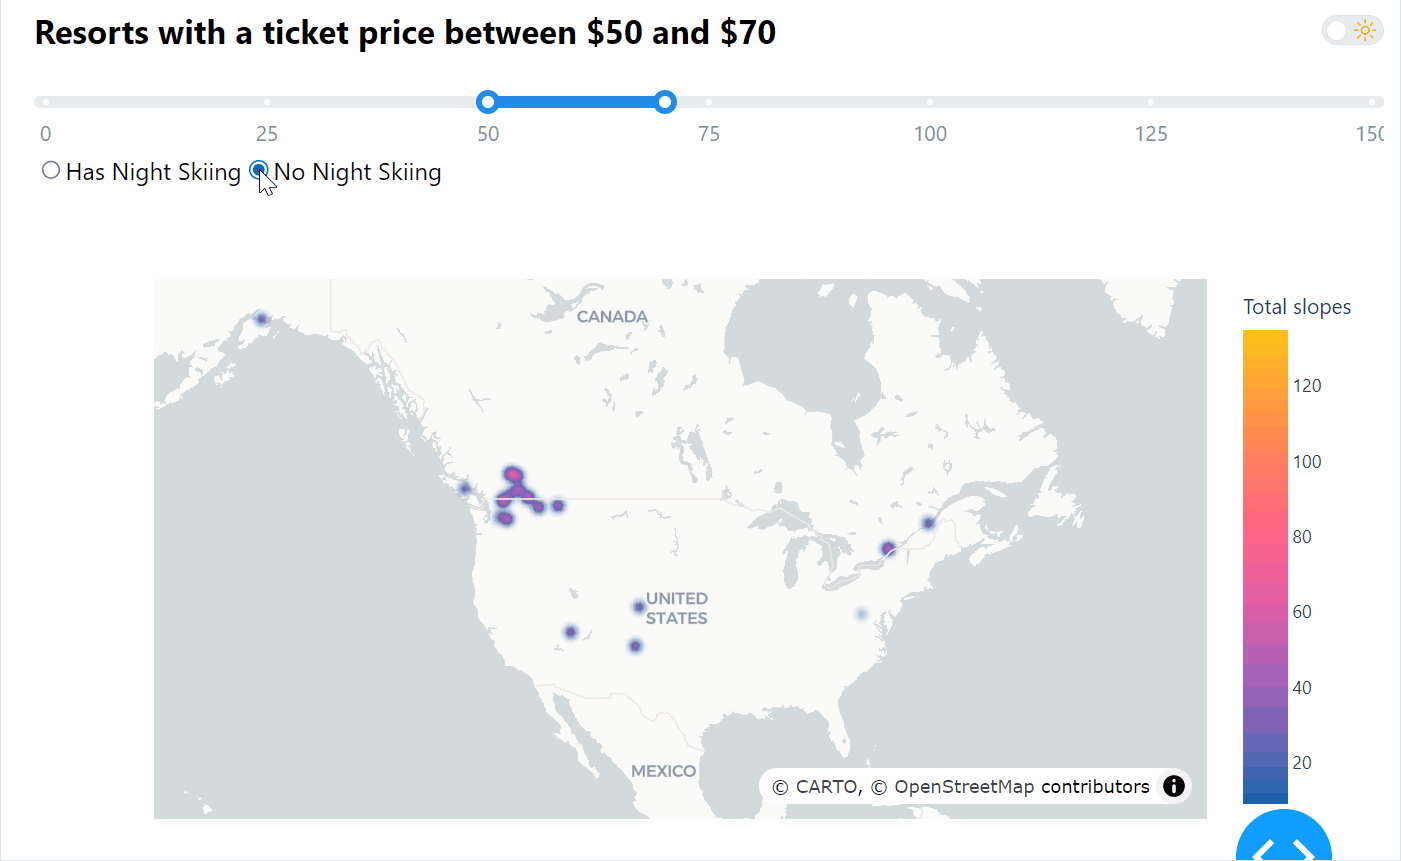 Resorts with a ticket price between $50 and $70
0 25 50 75 100 125 150
Has Night Skiing No Night Skiing
Total slopes
120
100
80
60
40
20
CANADA
UNITED
STATES
MEXICO
© CARTO, © OpenStreetMap contributors